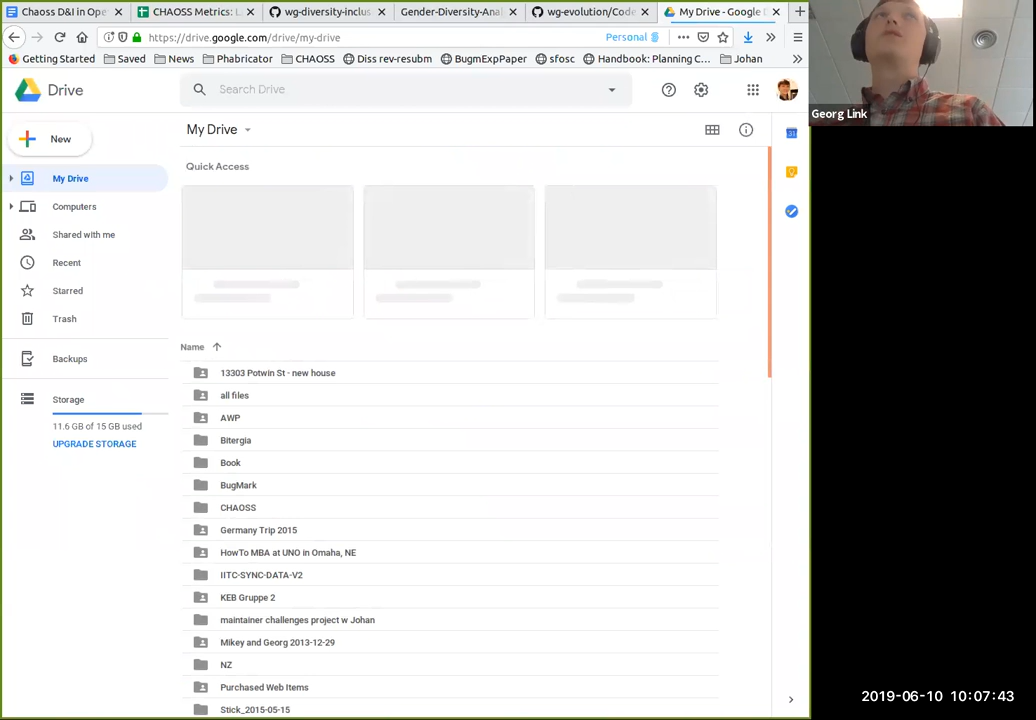 Chaoss D&I in Ope
CHAOSS Metrics: L
wg-diversity-inclus
Gender-Diversity-Ana
wg-evolution/Code
My Drive - Google D
https://drive.google.com/drive/my-drive
Personal
Getting Started
Saved
News
Phabricator
CHAOSS
Diss rev-resubm
BugmExpPaper
sfosc
Handbook: Planning C...
Johan
Drive
Search Drive
Georg Link
New
My Drive
My Drive
Computers
Shared with me
Recent
Starred
Trash
Backups
Storage
11.6 GB of 15 GB used
UPGRADE STORAGE
Quick Access
Name
13303 Potwin St - new house
all files
AWP
Bitergia
Book
BugMark
CHAOSS
Germany Trip 2015
HowTo MBA at UNO in Omaha, NE
IITC-SYNC-DATA-V2
KEB Gruppe 2
maintainer challenges project w Johan
Mikey and Georg 2013-12-29
NZ
Purchased Web Items
Stick_2015-05-15
2019-06-10 10:07:43